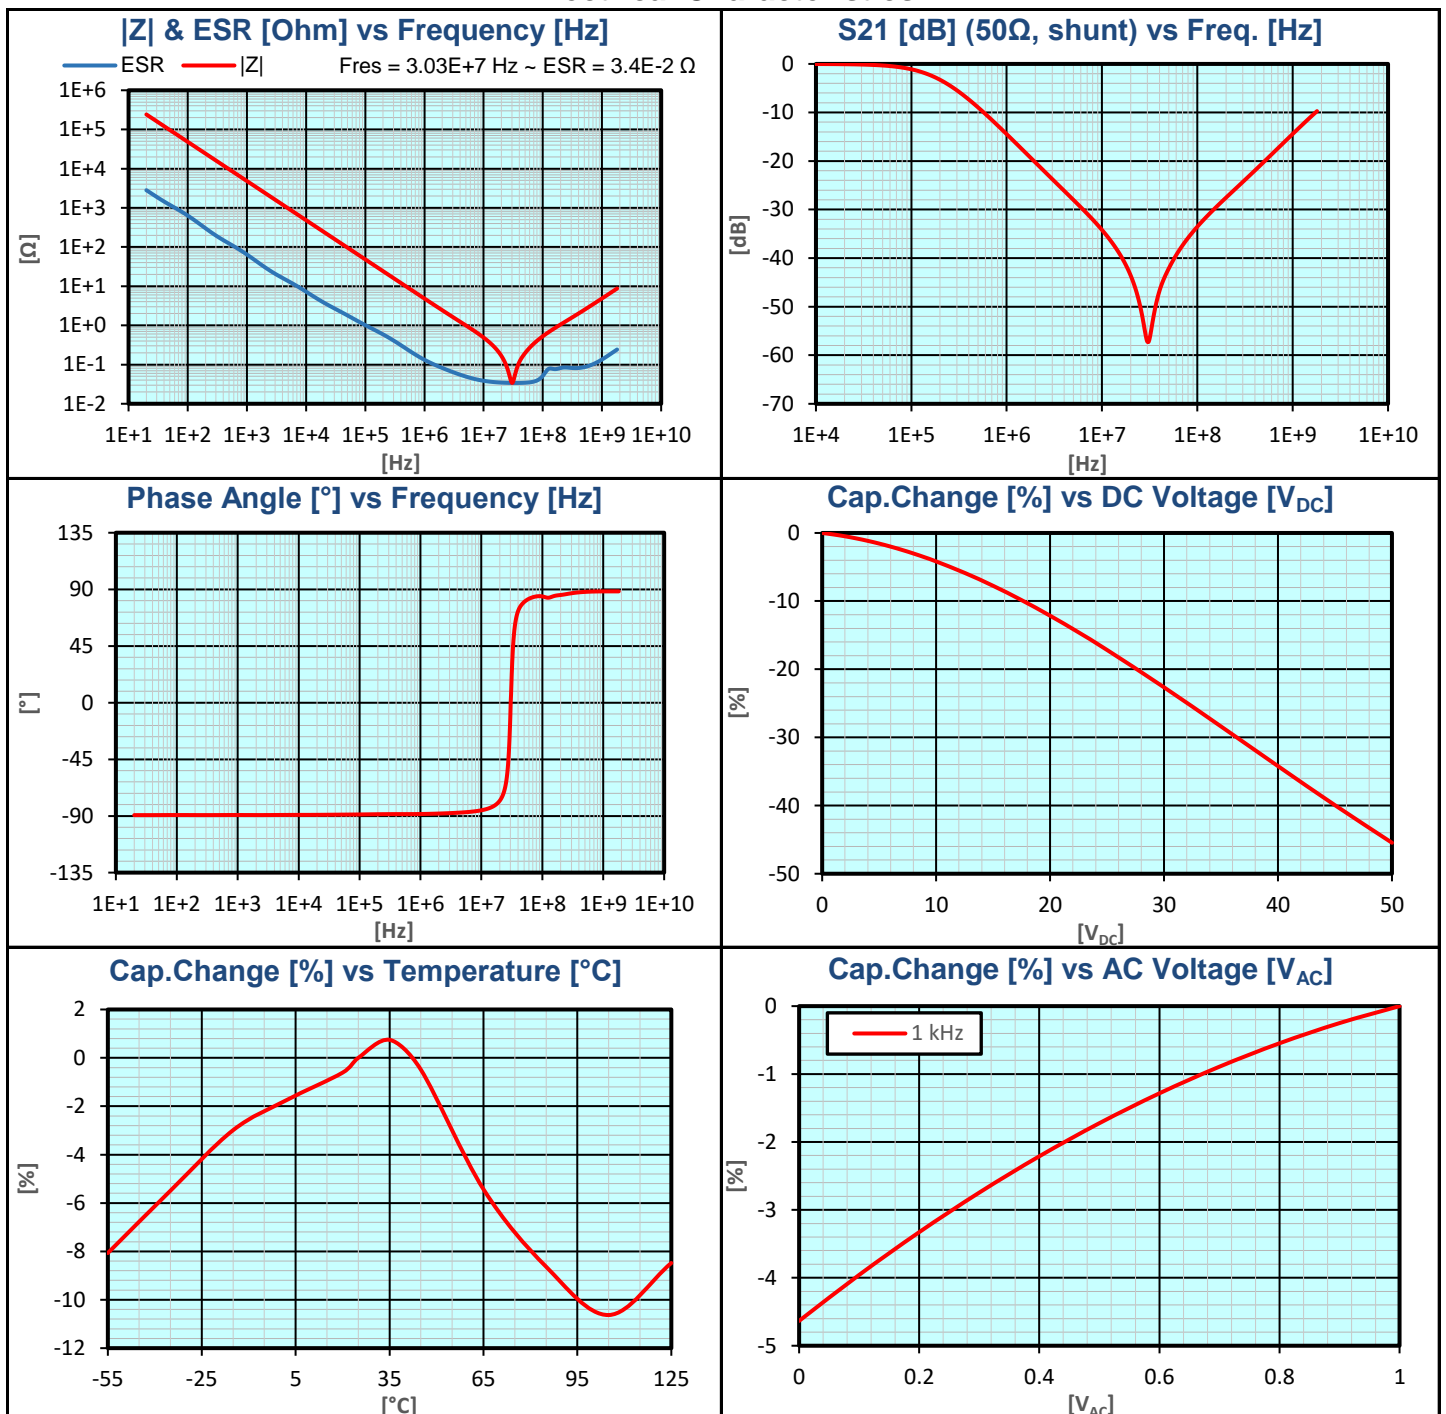 |Z| & ESR [Ohm] vs Frequency [Hz]
ESR |Z| Fres = 3.03E+7 Hz ~ ESR = 3.4E-2 Ω
1E+6
1E+5
1E+4
1E+3
1E+2
1E+1
1E+0
1E-1
1E-2
[Ω]
1E+1 1E+2 1E+3 1E+4 1E+5 1E+6 1E+7 1E+8 1E+9 1E+10
[Hz]
S21 [dB] (50Ω, shunt) vs Freq. [Hz]
0
-10
-20
-30
-40
-50
-60
-70
[dB]
1E+4 1E+5 1E+6 1E+7 1E+8 1E+9 1E+10
[Hz]
Phase Angle [°] vs Frequency [Hz]
135
90
45
0
-45
-90
-135
[°]
1E+1 1E+2 1E+3 1E+4 1E+5 1E+6 1E+7 1E+8 1E+9 1E+10
[Hz]
Cap.Change [%] vs DC Voltage [VDC]
0
-10
-20
-30
-40
-50
[%]
0 10 20 30 40 50
[VDC]
Cap.Change [%] vs Temperature [°C]
2
0
-2
-4
-6
-8
-10
-12
[%]
-55 -25 5 35 65 95 125
[°C]
Cap.Change [%] vs AC Voltage [VAC]
1 kHz
0
-1
-2
-3
-4
-5
[%]
0 0.2 0.4 0.6 0.8 1
[VAC]